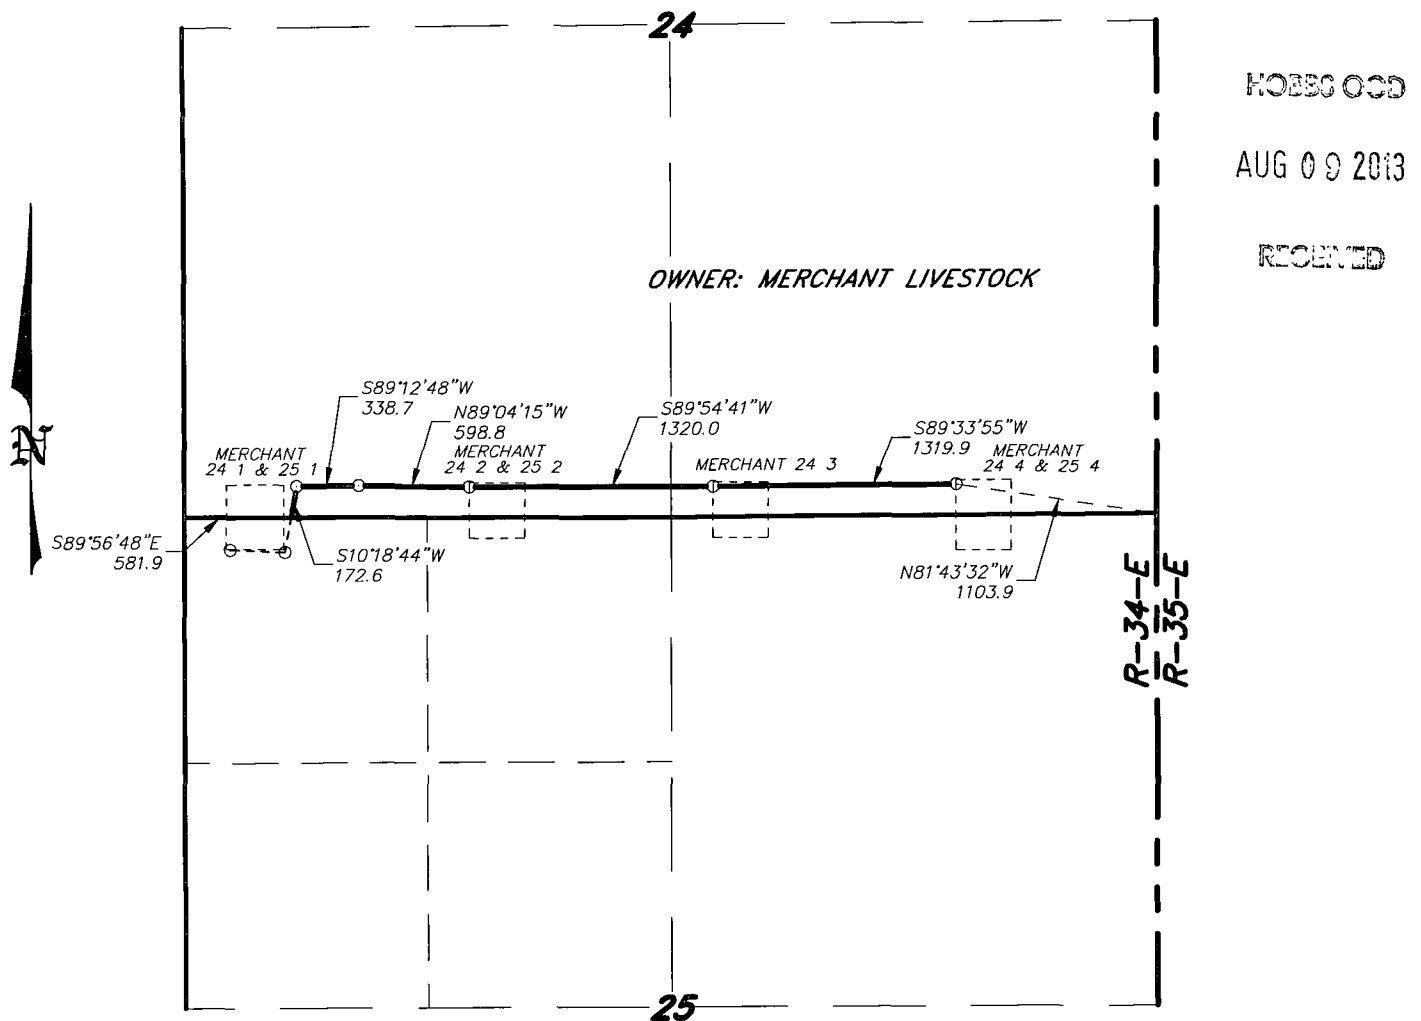 24
HOBBS OCD
AUG 09 2013
RECEIVED
OWNER: MERCHANT LIVESTOCK
S89°12'48"W
338.7
N89°04'15"W
598.8
S89°54'41"W
1320.0
S89°33'55"W
1319.9
MERCHANT
24 1 & 25 1
MERCHANT
24 2 & 25 2
MERCHANT 24 3
MERCHANT
24 4 & 25 4
N
S89°56'48"E
581.9
S10°18'44"W
172.6
N81°43'32"W
1103.9
R-34-E
R-35-E
25